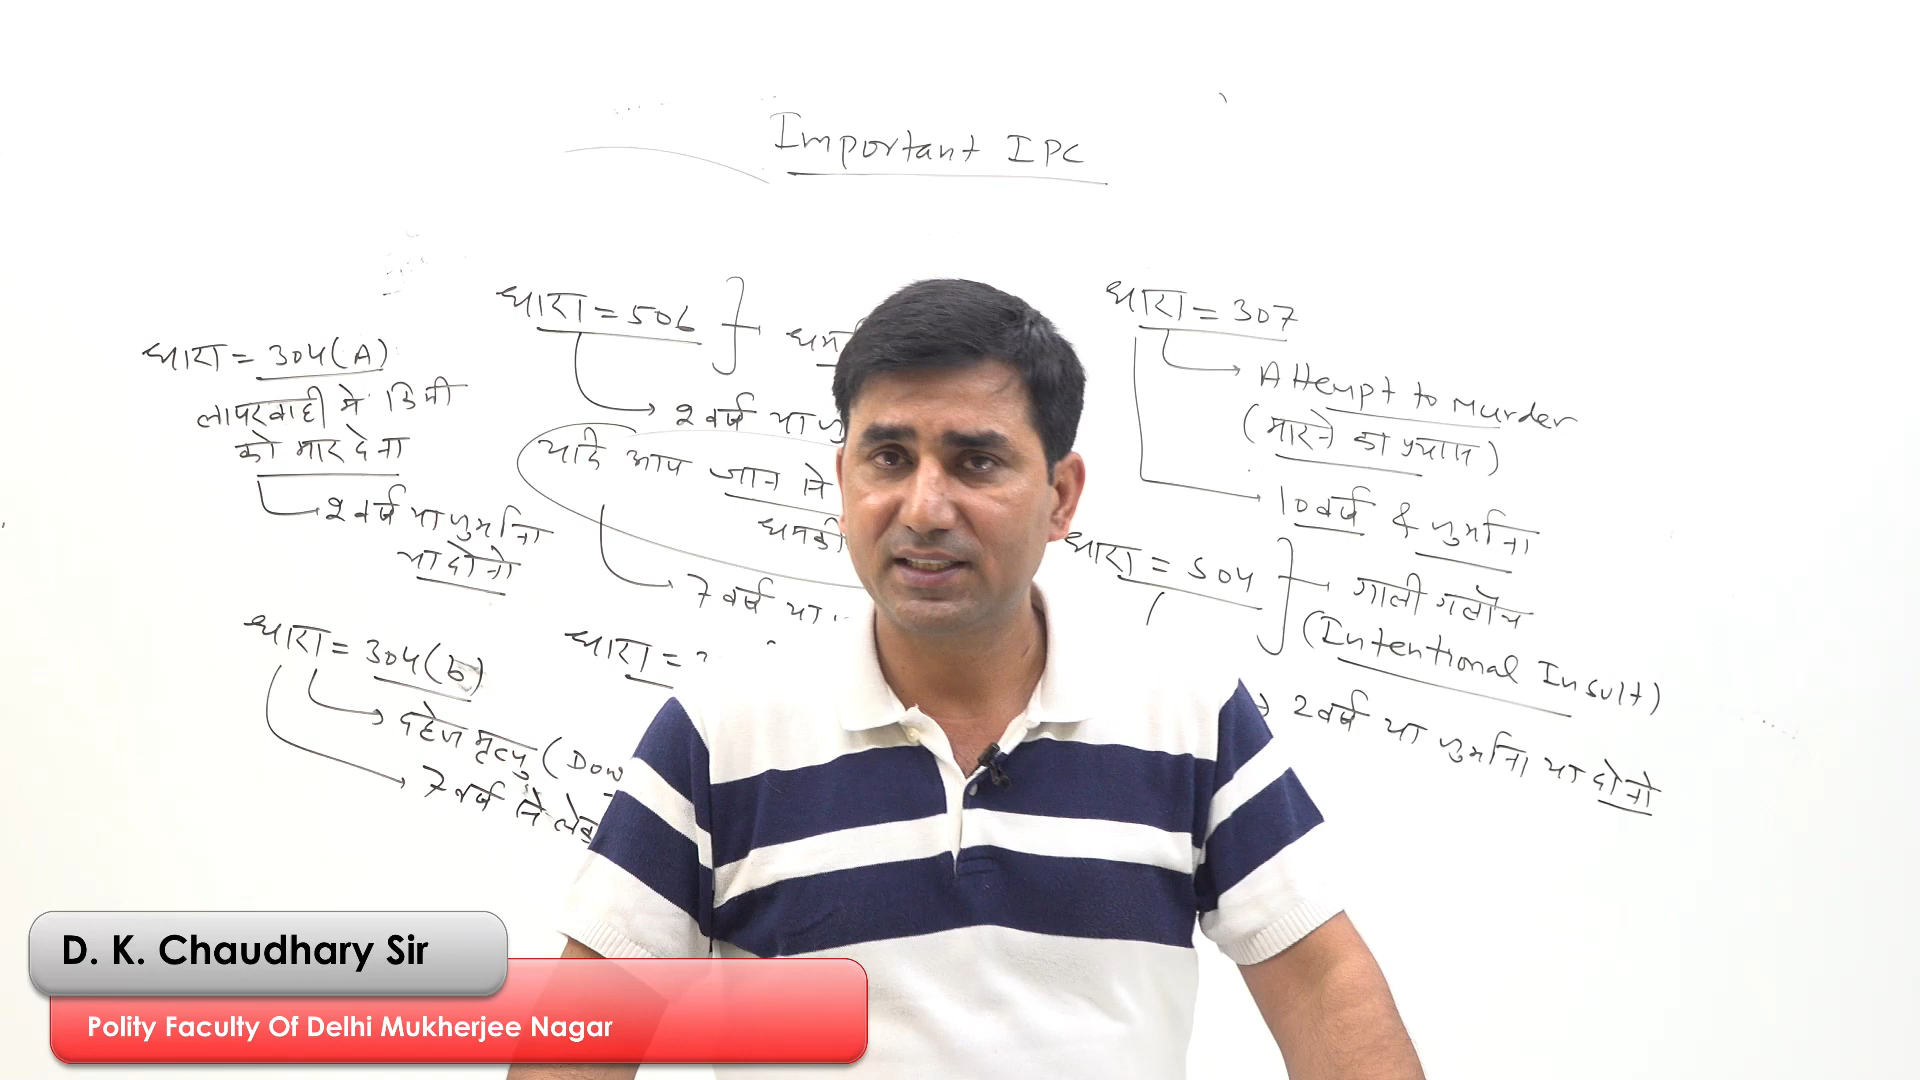 Important IPC
धारा = 304(A)
लापरवाही से किसी
को मार देना
2 वर्ष या जुर्माना
या दोनो
धारा = 304(b)
दहेज मृत्यु (Dow
7 वर्ष से लेक
धारा = 506
2 वर्ष या जु
यदि आप जान से
धमकी
7 वर्ष या
धारा =
धारा = 307
Attempt to Murder
(मारने का प्रयास)
10 वर्ष & जुर्माना
धारा = 504
गाली गलौच
(Intentional Insult)
2 वर्ष या जुर्माना या दोनो
D. K. Chaudhary Sir
Polity Faculty Of Delhi Mukherjee Nagar